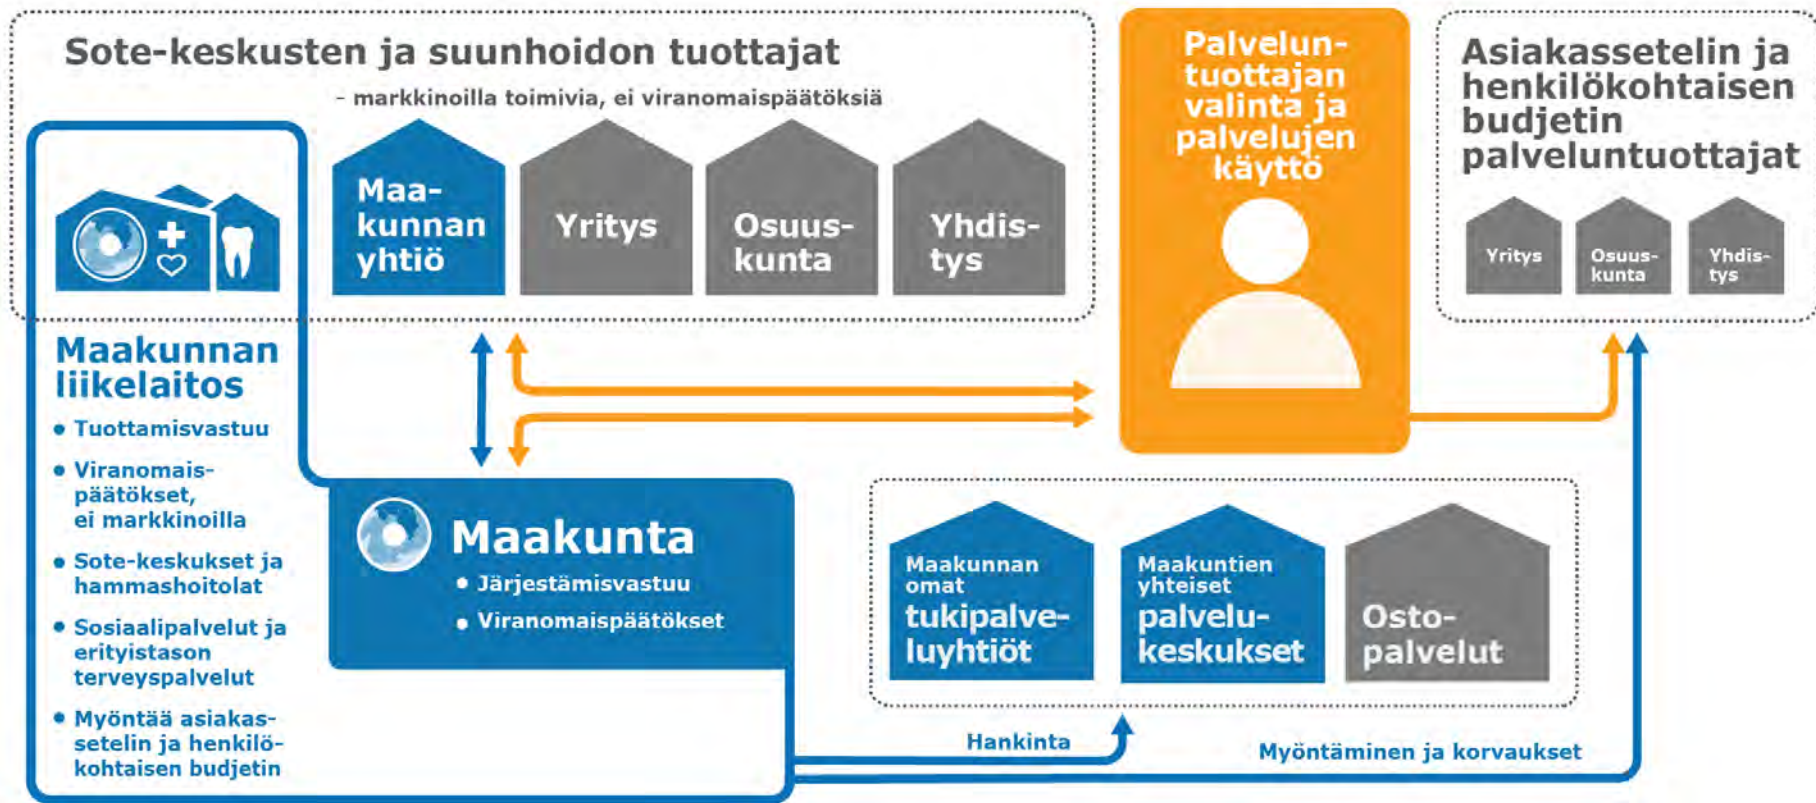 Sote-keskusten ja suunhoidon tuottajat
- markkinoilla toimivia, ei viranomaispäätöksiä
Maa-
kunnan
yhtiö
Yritys
Osuus-
kunta
Yhdis-
tys
Palvelun-
tuottajan
valinta ja
palvelujen
käyttö
Asiakassetelin ja
henkilökohtaisen
budjetin
palveluntuottajat
Yritys
Osuus-
kunta
Yhdis-
tys
Maakunnan
liikelaitos
• Tuottamisvastuu
• Viranomais-
päätökset,
ei markkinoilla
• Sote-keskukset ja
hammashoitolat
• Sosiaalipalvelut ja
erityistason
terveyspalvelut
• Myöntää asiakas-
setelin ja henkilö-
kohtaisen budjetin
Maakunta
• Järjestämisvastuu
• Viranomaispäätökset
Maakunnan
omat
tukipalve-
luyhtiöt
Maakuntien
yhteiset
palvelu-
keskukset
Osto-
palvelut
Hankinta
Myöntäminen ja korvaukset